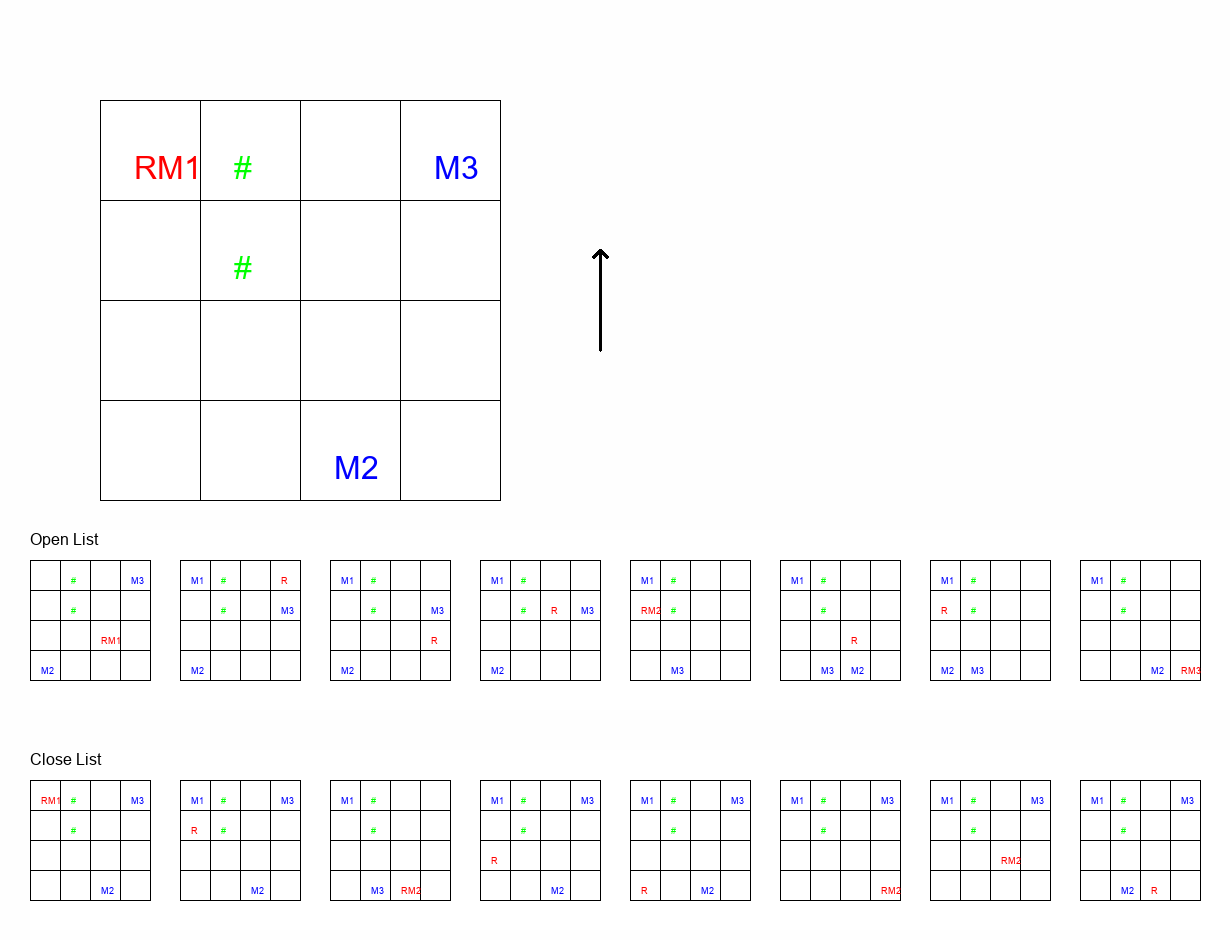 RM1 # M3
#
M2
Open List
# M3 M1 # R M1 # M1 # M1 # M1 # M1 # M1 #
# # M3 # M3 # R M3 RM2 # # R # #
RM1 R R
M2 M2 M2 M2 M3 M3 M2 M2 M3 M2 RM3
Close List
RM1 # M3 M1 # M3 M1 # M1 # M3 M1 # M3 M1 # M3 M1 # M3 M1 # M3
# R # # # # # # #
R RM2
M2 M2 M3 RM2 M2 R M2 RM2 M2 R